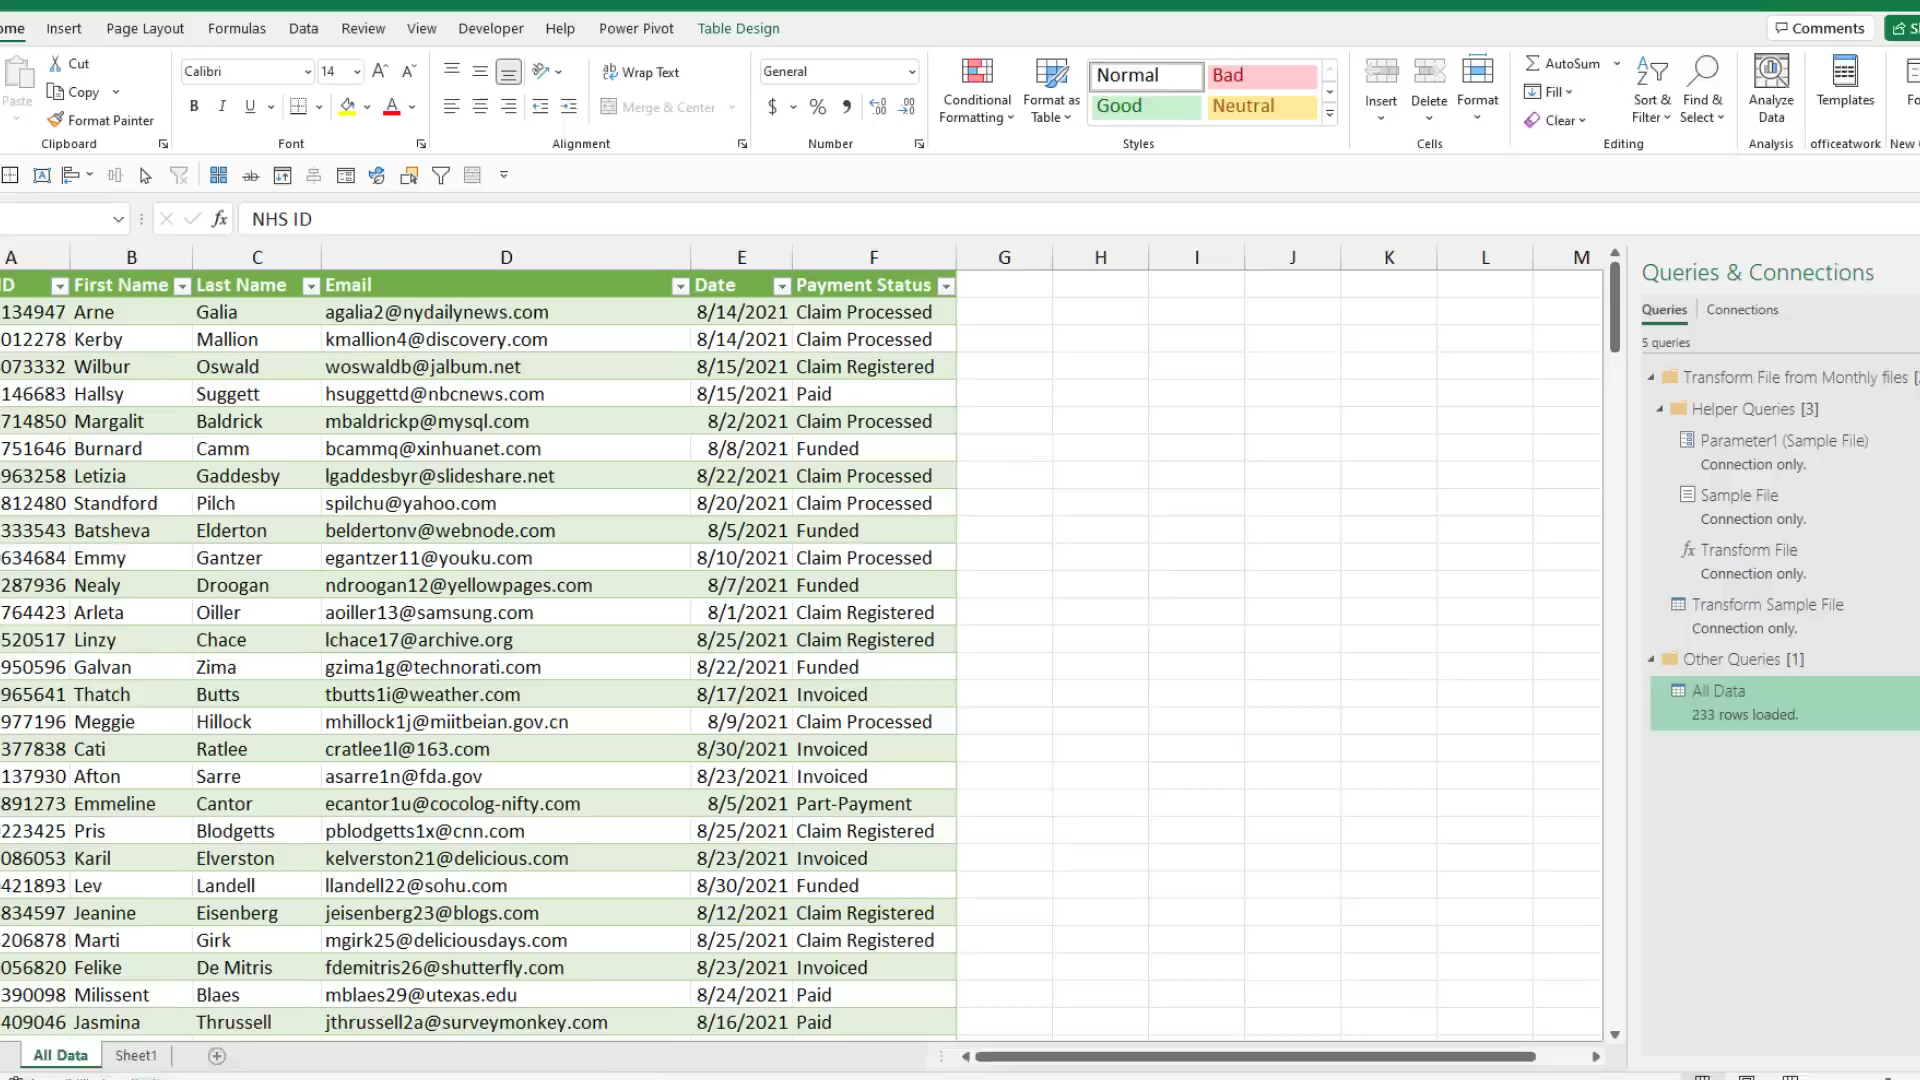 ome Insert Page Layout Formulas Data Review View Developer Help Power Pivot Table Design Comments
Cut
Copy
Format Painter
Paste
Clipboard
Calibri 14
B I U
Font
Wrap Text
Merge & Center
Alignment
General
$ %
Number
Conditional Formatting
Format as Table
Normal Bad
Good Neutral
Styles
Insert Delete Format
Cells
AutoSum
Fill
Clear
Sort & Filter
Find & Select
Editing
Analyze Data
Analysis
Templates
officeatwork New
fx NHS ID
A B C D E F G H I J K L M
ID First Name Last Name Email Date Payment Status
134947 Arne Galia agalia2@nydailynews.com 8/14/2021 Claim Processed
012278 Kerby Mallion kmallion4@discovery.com 8/14/2021 Claim Processed
073332 Wilbur Oswald woswaldb@jalbum.net 8/15/2021 Claim Registered
146683 Hallsy Suggett hsuggettd@nbcnews.com 8/15/2021 Paid
714850 Margalit Baldrick mbaldrickp@mysql.com 8/2/2021 Claim Processed
751646 Burnard Camm bcammq@xinhuanet.com 8/8/2021 Funded
963258 Letizia Gaddesby lgaddesbyr@slideshare.net 8/22/2021 Claim Processed
812480 Standford Pilch spilchu@yahoo.com 8/20/2021 Claim Processed
333543 Batsheva Elderton beldertonv@webnode.com 8/5/2021 Funded
634684 Emmy Gantzer egantzer11@youku.com 8/10/2021 Claim Processed
287936 Nealy Droogan ndroogan12@yellowpages.com 8/7/2021 Funded
764423 Arleta Oiller aoiller13@samsung.com 8/1/2021 Claim Registered
520517 Linzy Chace lchace17@archive.org 8/25/2021 Claim Registered
950596 Galvan Zima gzima1g@technorati.com 8/22/2021 Funded
965641 Thatch Butts tbutts1i@weather.com 8/17/2021 Invoiced
977196 Meggie Hillock mhillock1j@miitbeian.gov.cn 8/9/2021 Claim Processed
377838 Cati Ratlee cratlee1l@163.com 8/30/2021 Invoiced
137930 Afton Sarre asarre1n@fda.gov 8/23/2021 Invoiced
891273 Emmeline Cantor ecantor1u@cocolog-nifty.com 8/5/2021 Part-Payment
223425 Pris Blodgetts pblodgetts1x@cnn.com 8/25/2021 Claim Registered
086053 Karil Elverston kelverston21@delicious.com 8/23/2021 Invoiced
421893 Lev Landell llandell22@sohu.com 8/30/2021 Funded
834597 Jeanine Eisenberg jeisenberg23@blogs.com 8/12/2021 Claim Registered
206878 Marti Girk mgirk25@deliciousdays.com 8/25/2021 Claim Registered
056820 Felike De Mitris fdemitris26@shutterfly.com 8/23/2021 Invoiced
390098 Milissent Blaes mblaes29@utexas.edu 8/24/2021 Paid
409046 Jasmina Thrussell jthrussell2a@surveymonkey.com 8/16/2021 Paid
All Data Sheet1
Queries & Connections
Queries Connections
5 queries
Transform File from Monthly files [
Helper Queries [3]
Parameter1 (Sample File)
Connection only.
Sample File
Connection only.
fx Transform File
Connection only.
Transform Sample File
Connection only.
Other Queries [1]
All Data
233 rows loaded.